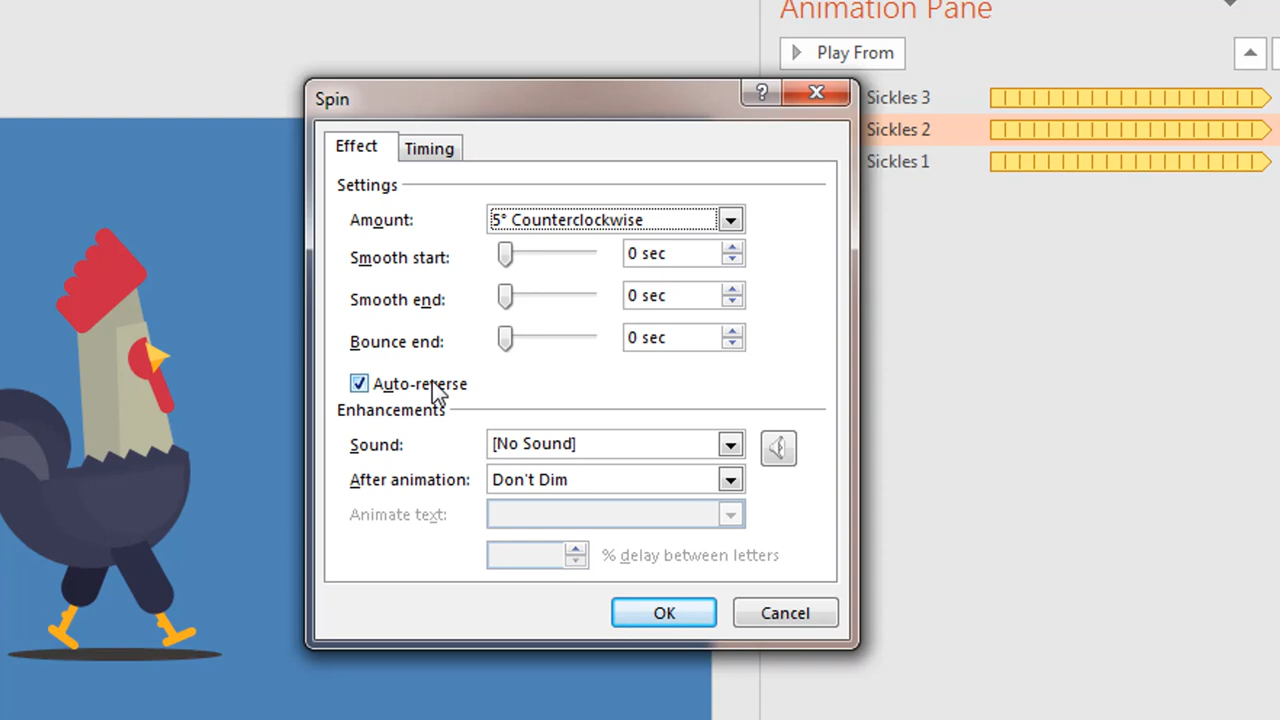 Animation Pane
Play From
Sickles 3
Sickles 2
Sickles 1
Spin
?
Effect
Timing
Settings
Amount: 5° Counterclockwise
Smooth start: 0 sec
Smooth end: 0 sec
Bounce end: 0 sec
Auto-reverse
Enhancements
Sound: [No Sound]
After animation: Don't Dim
Animate text:
% delay between letters
OK Cancel